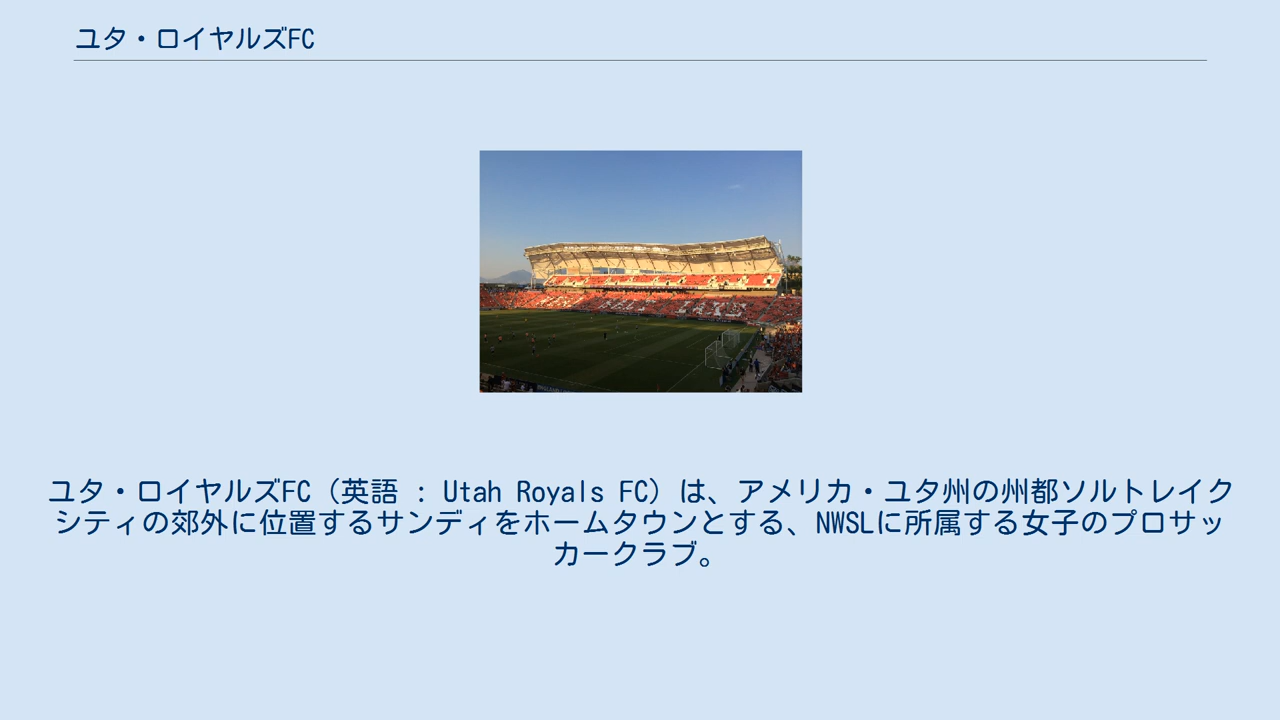 ユタ・ロイヤルズFC
ユタ・ロイヤルズFC（英語 : Utah Royals FC）は、アメリカ・ユタ州の州都ソルトレイク
シティの郊外に位置するサンディをホームタウンとする、NWSLに所属する女子のプロサッ
カークラブ。